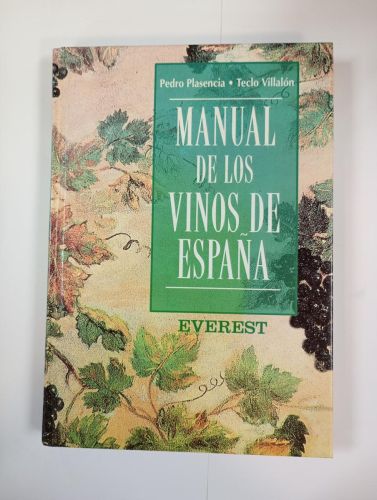 Pedro Plasencia • Teclo Villalón
MANUAL
DE LOS
VINOS DE
ESPAÑA
EVEREST